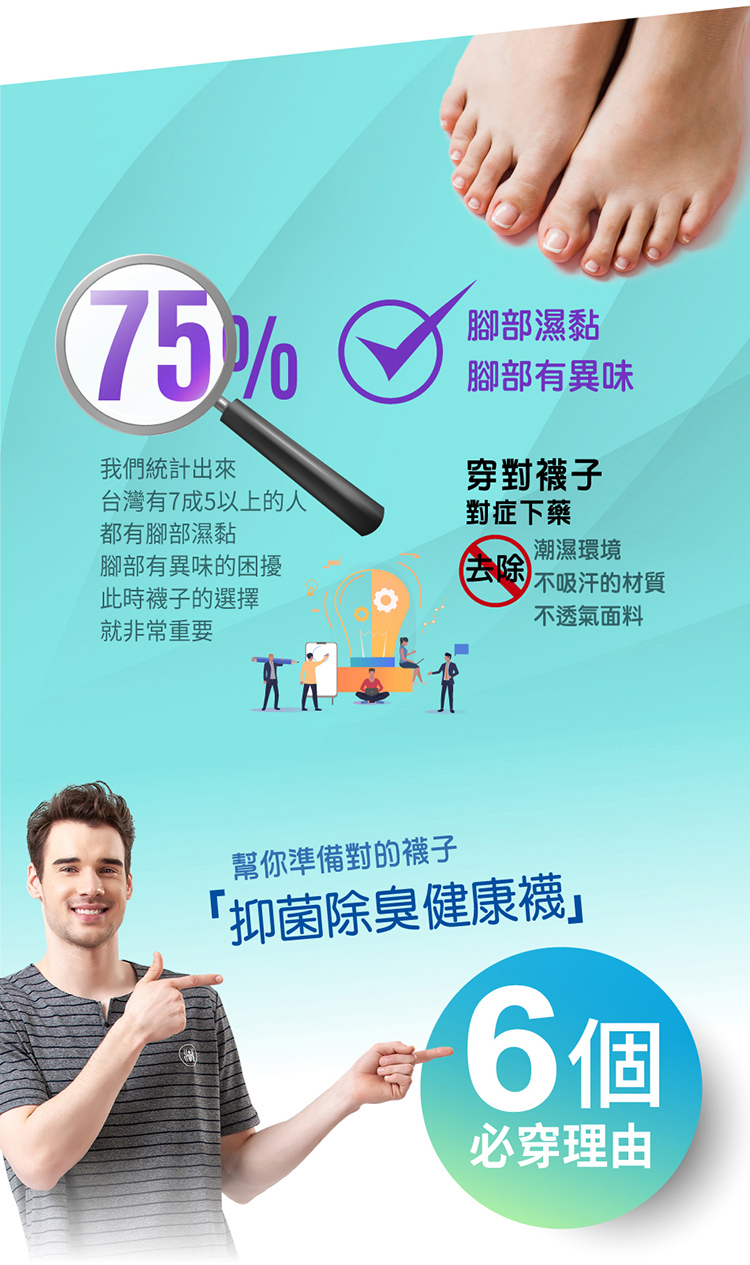 75%
腳部濕黏
腳部有異味
我們統計出來
台灣有7成5以上的人
都有腳部濕黏
腳部有異味的困擾
此時襪子的選擇
就非常重要
穿對襪子
對症下藥
去除
潮濕環境
不吸汗的材質
不透氣面料
幫你準備對的襪子
「抑菌除臭健康襪」
6個
必穿理由